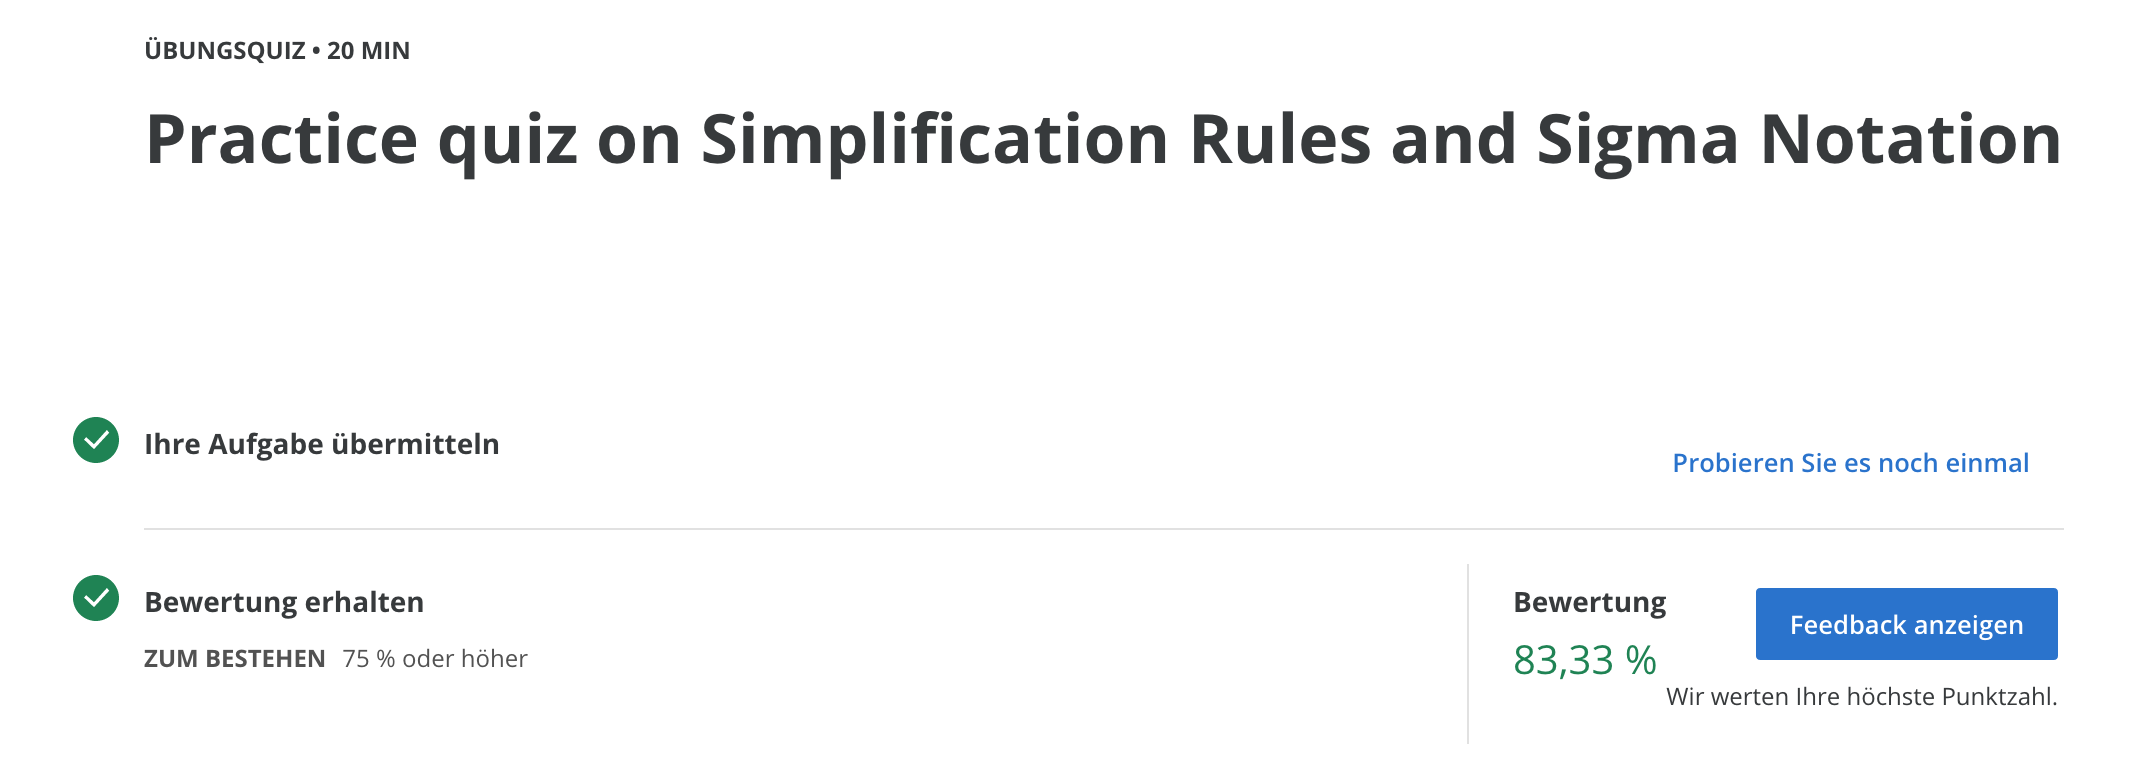 ÜBUNGSQUIZ • 20 MIN
Practice quiz on Simplification Rules and Sigma Notation
Ihre Aufgabe übermitteln
Probieren Sie es noch einmal
Bewertung erhalten
ZUM BESTEHEN 75 % oder höher
Bewertung
83,33 %
Feedback anzeigen
Wir werten Ihre höchste Punktzahl.